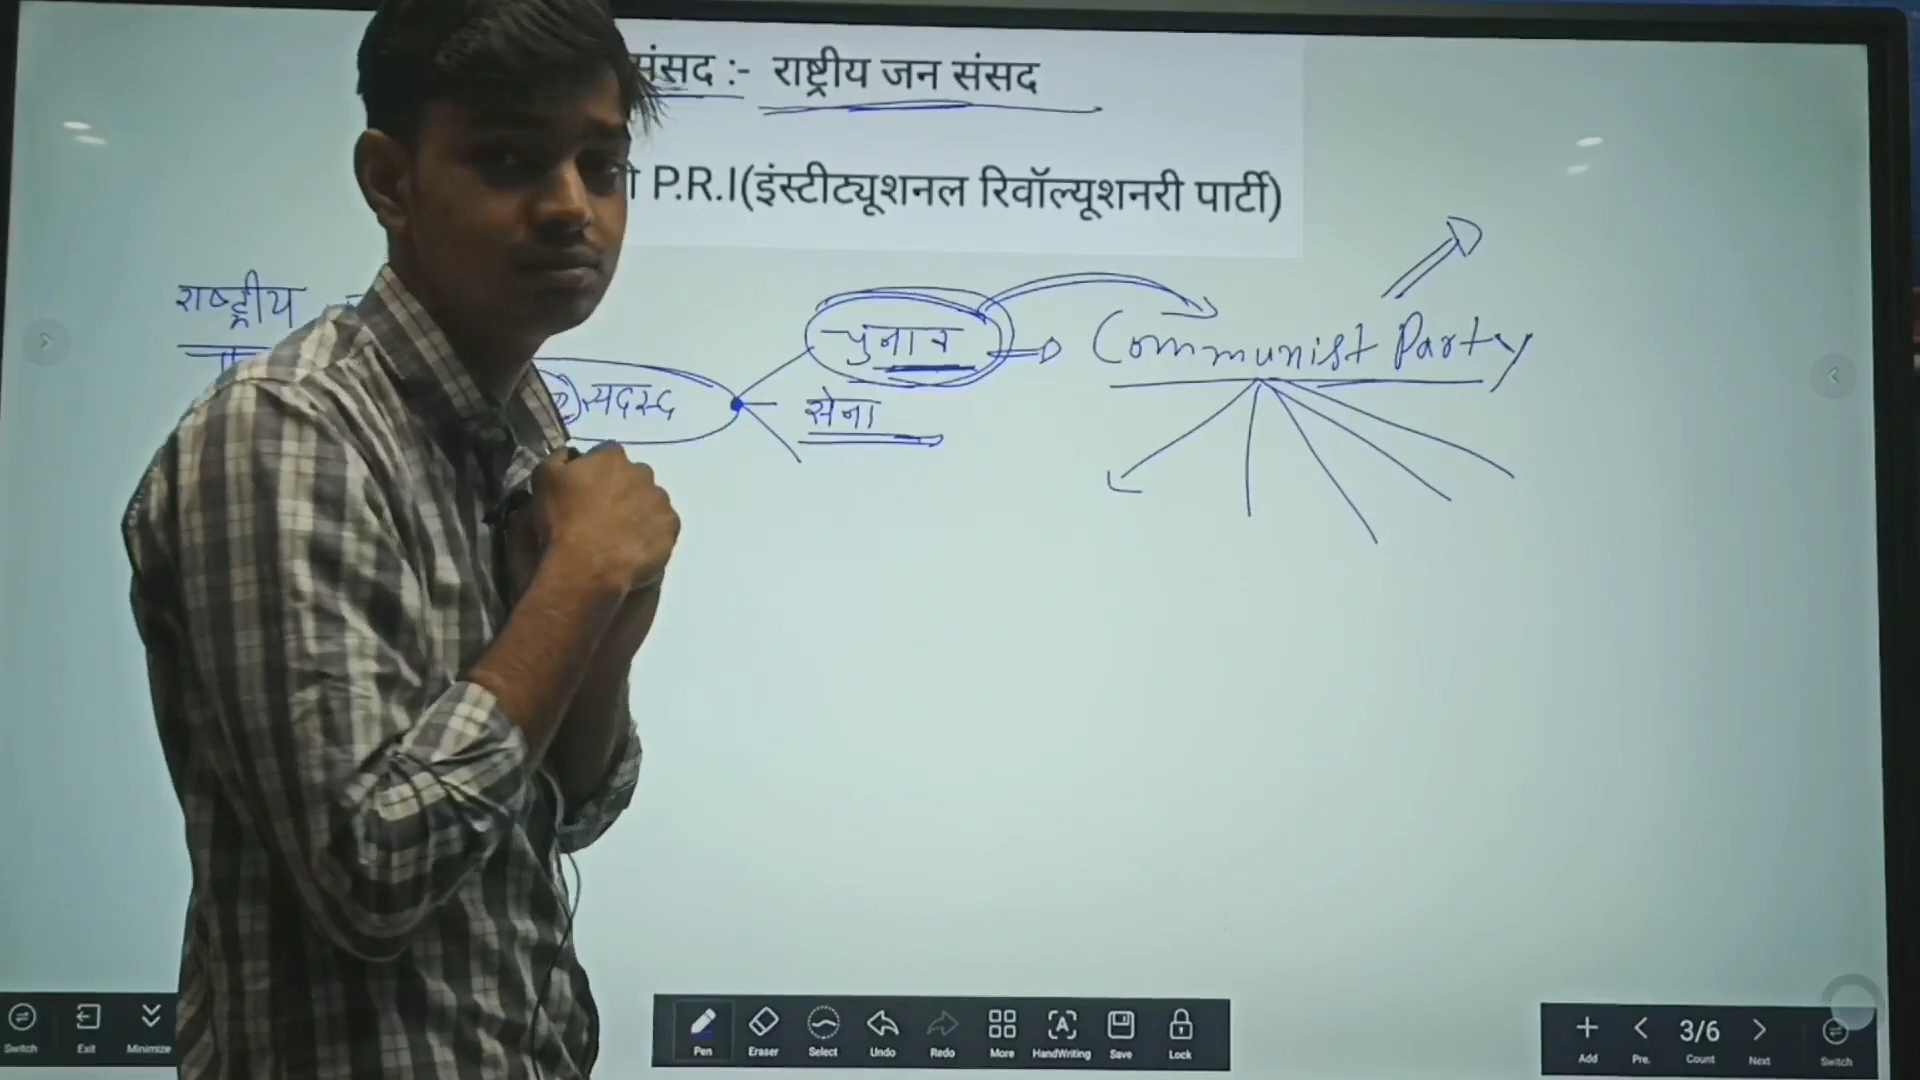 संसद :- राष्ट्रीय जन संसद
P.R.I(इंस्टीट्यूशनल रिवॉल्यूशनरी पार्टी)
राष्ट्रीय
चुनाव
Communist Party
सेना
Switch
Exit
Minimize
Pen
Eraser
Select
Undo
Redo
More
HandWriting
Save
Lock
Add
Pre.
3/6
Count
Next
Switch